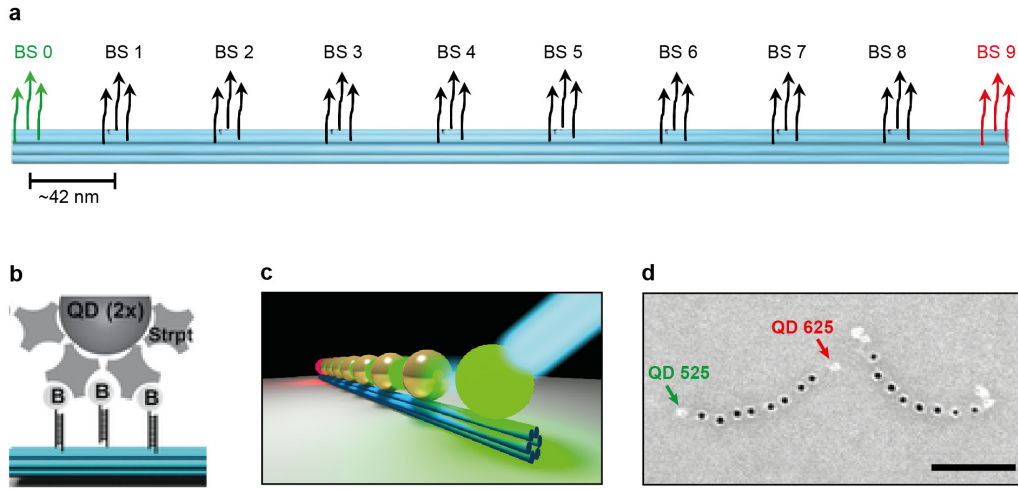 a
BS 0 BS 1 BS 2 BS 3 BS 4 BS 5 BS 6 BS 7 BS 8 BS 9
~42 nm
b
QD (2x)
Strpt
B B B
c
d
QD 625
QD 525